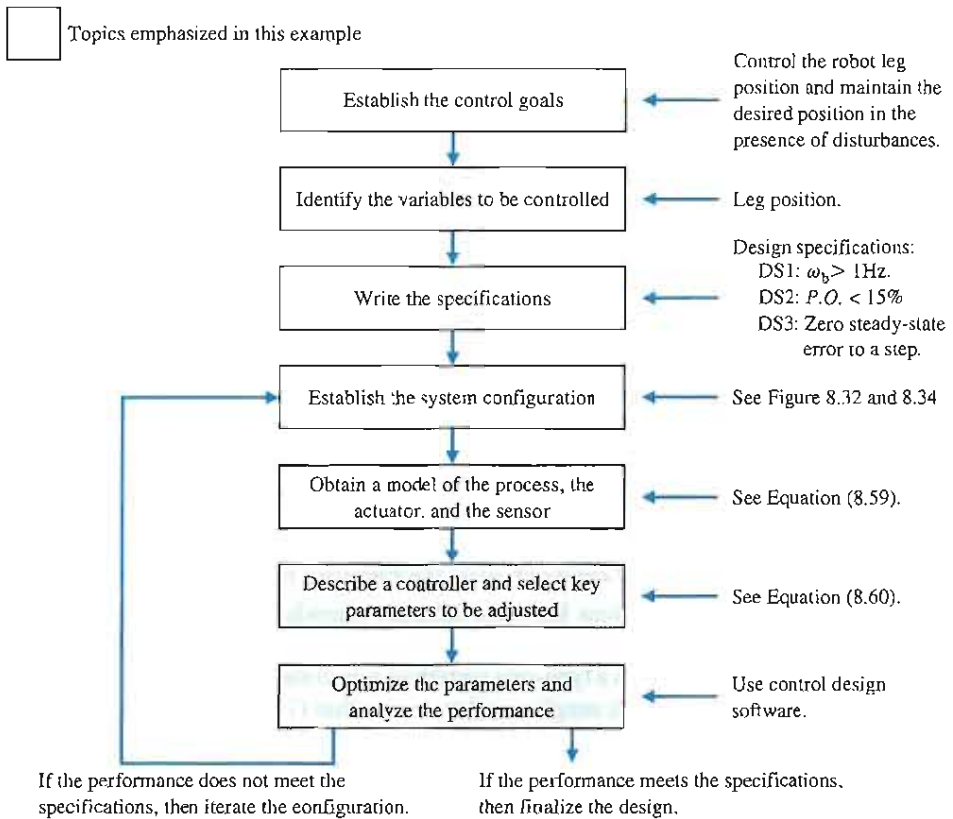 Topics emphasized in this example
Establish the control goals
Control the robot leg
position and maintain the
desired position in the
presence of disturbances.
Identify the variables to be controlled
Leg position.
Write the specifications
Design specifications:
DS1: ω_b > 1Hz.
DS2: P.O. < 15%
DS3: Zero steady-state
error to a step.
Establish the system configuration
See Figure 8.32 and 8.34
Obtain a model of the process, the
actuator, and the sensor
See Equation (8.59).
Describe a controller and select key
parameters to be adjusted
See Equation (8.60).
Optimize the parameters and
analyze the performance
Use control design
software.
If the performance does not meet the
specifications, then iterate the configuration.
If the performance meets the specifications,
then finalize the design.